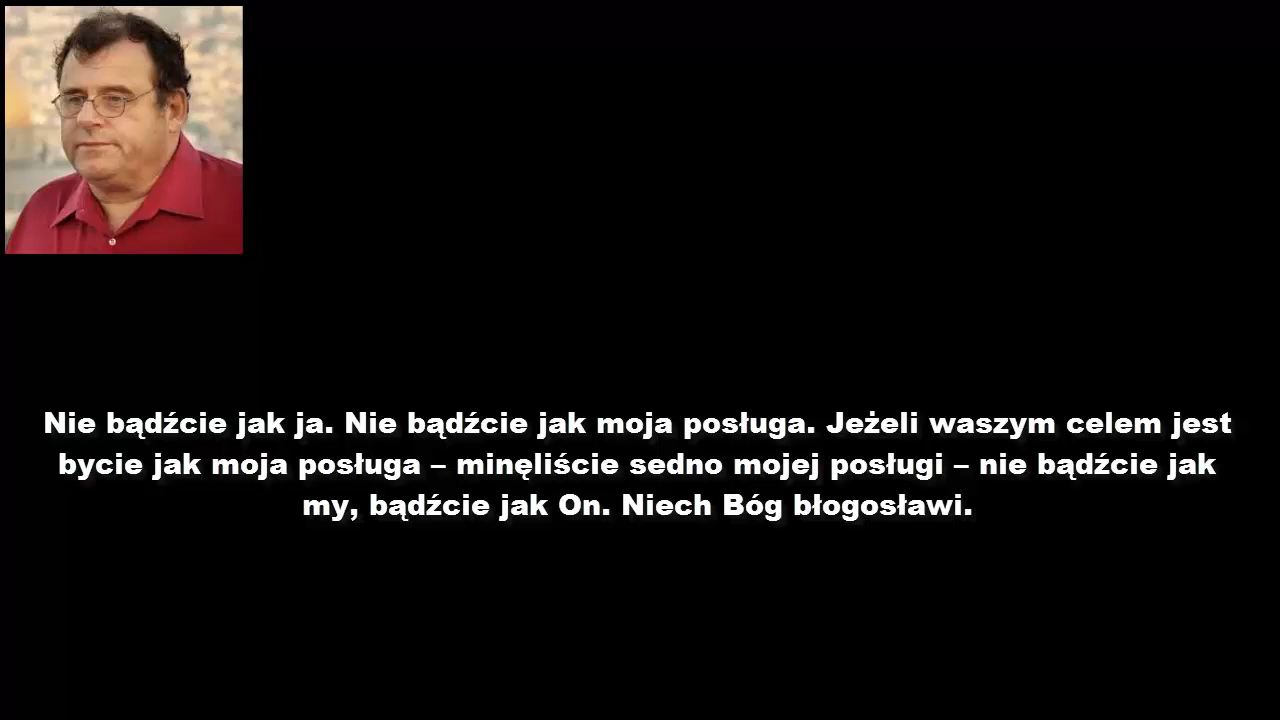 Nie bądźcie jak ja. Nie bądźcie jak moja posługa. Jeżeli waszym celem jest
bycie jak moja posługa – minęliście sedno mojej posługi – nie bądźcie jak
my, bądźcie jak On. Niech Bóg błogosławi.